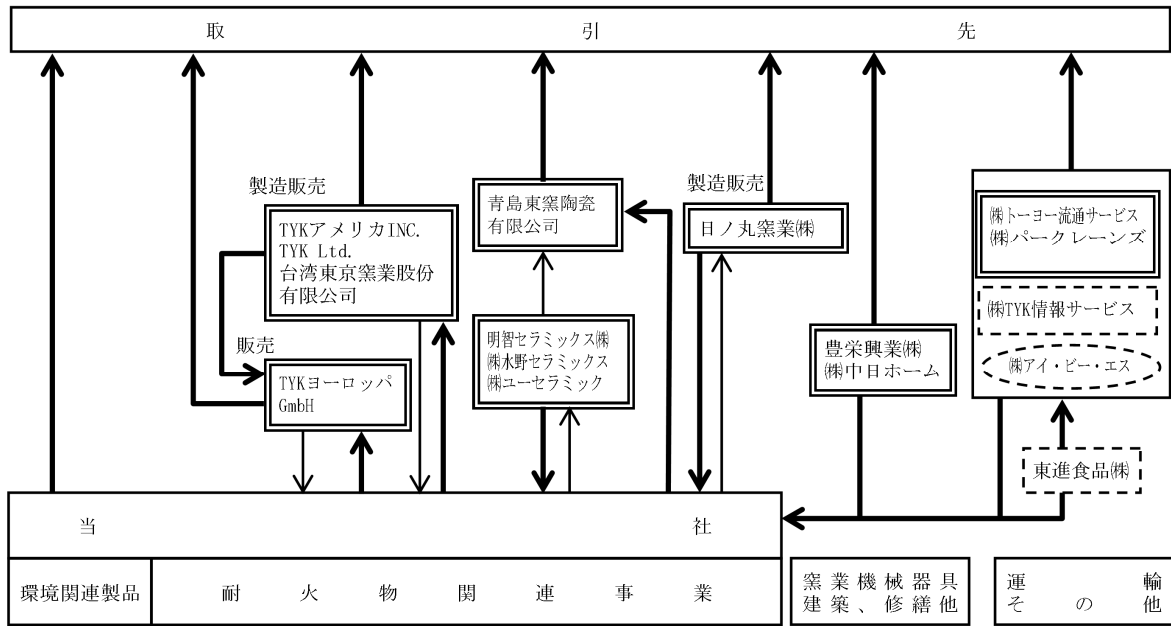 取引先
製造販売
TYKアメリカINC.
TYK Ltd.
台湾東京窯業股份
有限公司
販売
TYKヨーロッパ
GmbH
青島東窯陶瓷
有限公司
明智セラミックス㈱
㈱水野セラミックス
㈱ユーセラミック
製造販売
日ノ丸窯業㈱
豊栄興業㈱
㈱中日ホーム
㈱トーヨー流通サービス
㈱パークレーンズ
㈱TYK情報サービス
㈱アイ・ビー・エス
東進食品㈱
当社
環境関連製品
耐火物関連事業
窯業機械器具
建築、修繕他
運輸
その他